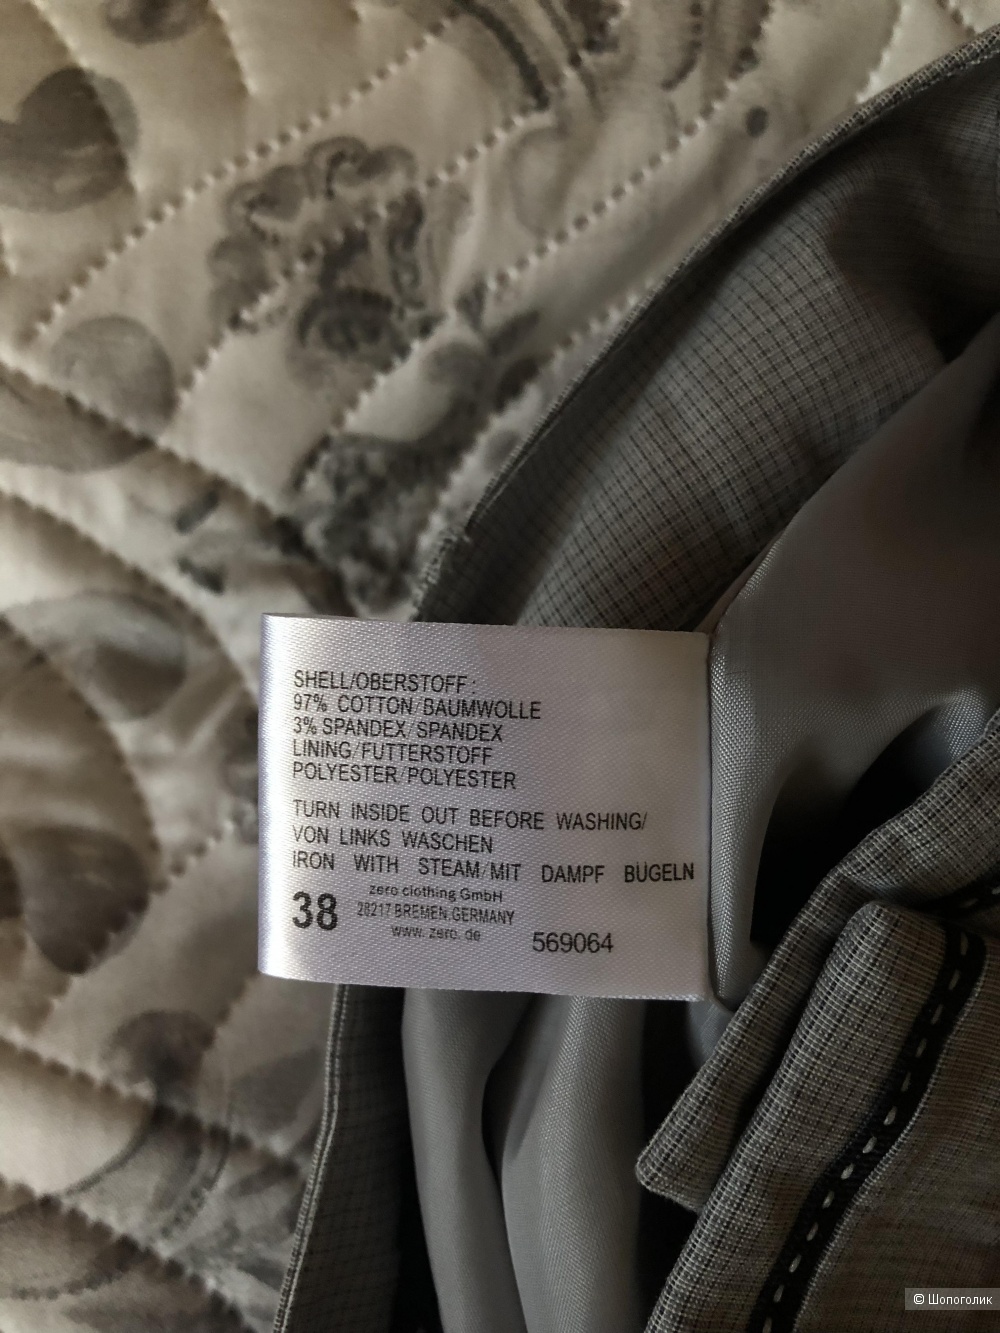 SHELL/OBERSTOFF:
97% COTTON/BAUMWOLLE
3% SPANDEX/SPANDEX
LINING/FUTTERSTOFF
POLYESTER/POLYESTER
TURN INSIDE OUT BEFORE WASHING/
VON LINKS WASCHEN
IRON WITH STEAM/MIT DAMPF BÜGELN
38
zero clothing GmbH
28217 BREMEN.GERMANY
www. zero. de
569064
© Шопоголик